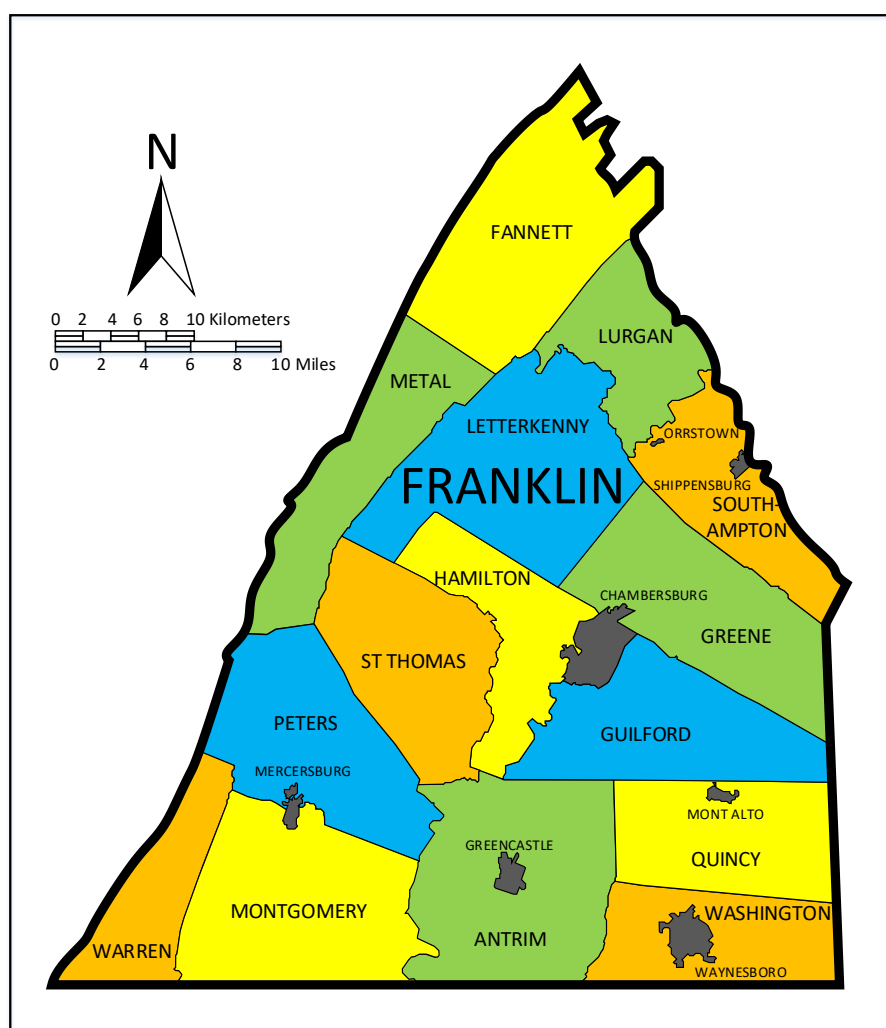 N
0 2 4 6 8 10 Kilometers
0 2 4 6 8 10 Miles
FANNETT
LURGAN
METAL
LETTERKENNY
ORRSTOWN
FRANKLIN
SHIPPENSBURG
SOUTH-
AMPTON
HAMILTON
CHAMBERSBURG
GREENE
ST THOMAS
PETERS
GUILFORD
MERCERSBURG
MONT ALTO
GREENCASTLE
QUINCY
MONTGOMERY
WASHINGTON
WARREN
ANTRIM
WAYNESBORO